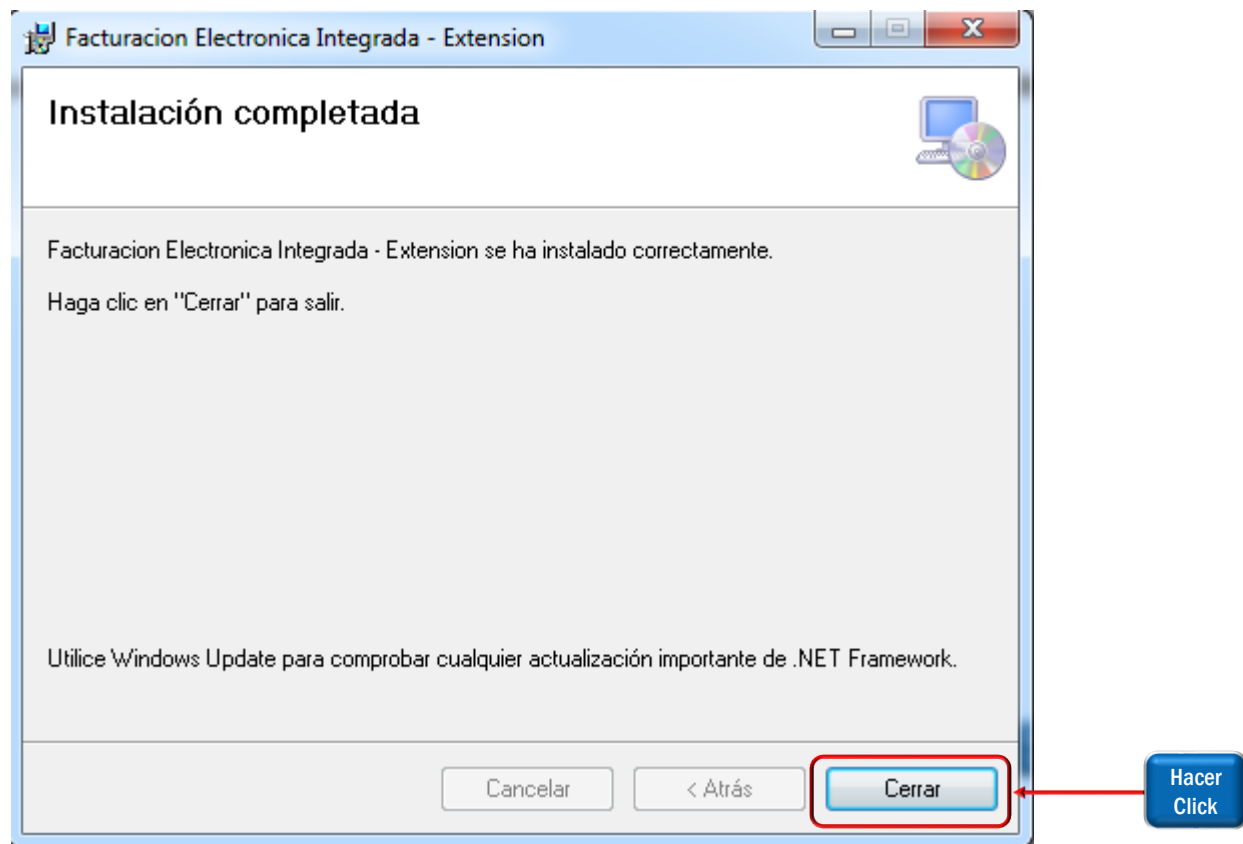 Facturacion Electronica Integrada - Extension
Instalación completada
Facturacion Electronica Integrada - Extension se ha instalado correctamente.
Haga clic en "Cerrar" para salir.
Utilice Windows Update para comprobar cualquier actualización importante de .NET Framework.
Cancelar
< Atrás
Cerrar
Hacer
Click